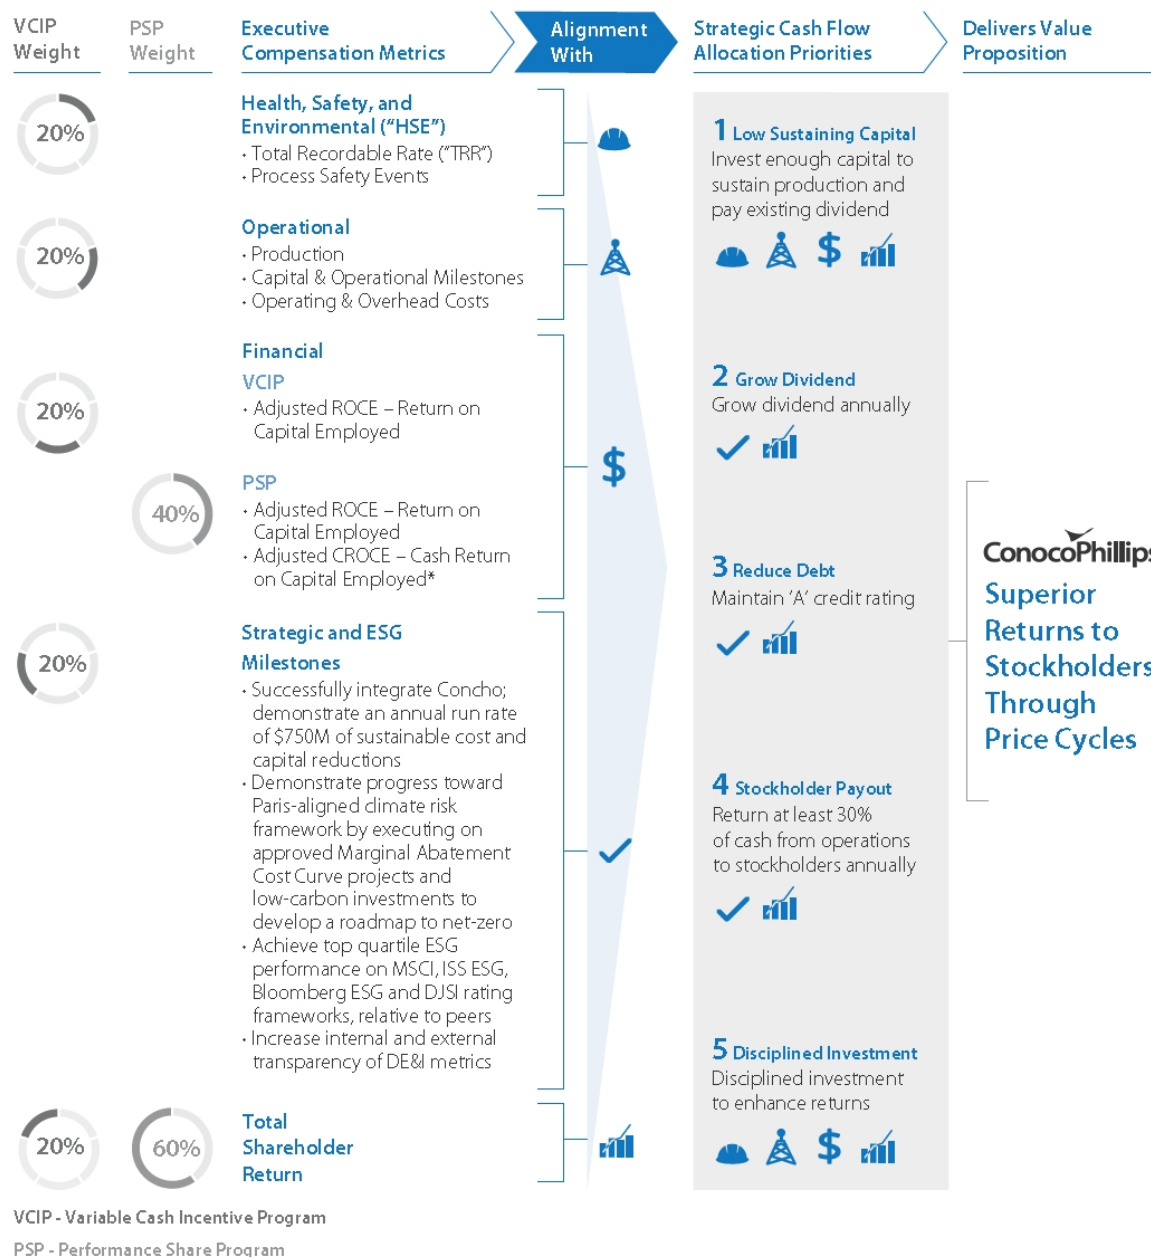 VCIP
Weight
PSP
Weight
Executive
Compensation Metrics
Alignment
With
Strategic Cash Flow
Allocation Priorities
Delivers Value
Proposition
20%
Health, Safety, and
Environmental ("HSE")
· Total Recordable Rate ("TRR")
· Process Safety Events
20%
Operational
· Production
· Capital & Operational Milestones
· Operating & Overhead Costs
20%
Financial
VCIP
· Adjusted ROCE – Return on
Capital Employed
40%
PSP
· Adjusted ROCE – Return on
Capital Employed
· Adjusted CROCE – Cash Return
on Capital Employed*
$
20%
Strategic and ESG
Milestones
· Successfully integrate Concho;
demonstrate an annual run rate
of $750M of sustainable cost and
capital reductions
· Demonstrate progress toward
Paris-aligned climate risk
framework by executing on
approved Marginal Abatement
Cost Curve projects and
low-carbon investments to
develop a roadmap to net-zero
· Achieve top quartile ESG
performance on MSCI, ISS ESG,
Bloomberg ESG and DJSI rating
frameworks, relative to peers
· Increase internal and external
transparency of DE&I metrics
20%
60%
Total
Shareholder
Return
1 Low Sustaining Capital
Invest enough capital to
sustain production and
pay existing dividend
$
2 Grow Dividend
Grow dividend annually
3 Reduce Debt
Maintain 'A' credit rating
4 Stockholder Payout
Return at least 30%
of cash from operations
to stockholders annually
5 Disciplined Investment
Disciplined investment
to enhance returns
$
ConocoPhillips
Superior
Returns to
Stockholders
Through
Price Cycles
VCIP - Variable Cash Incentive Program
PSP - Performance Share Program